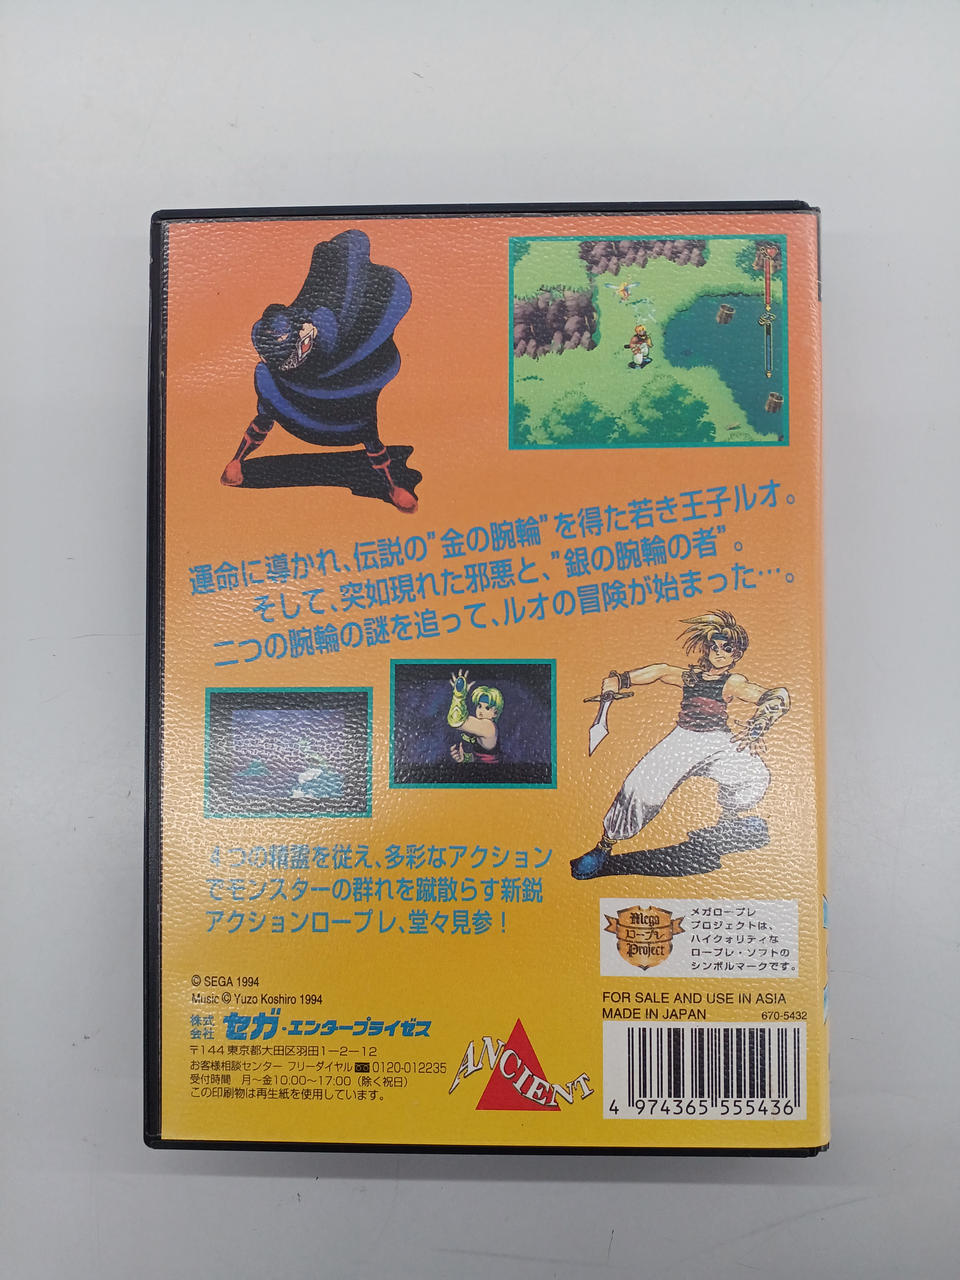 運命に導かれ、伝説の"金の腕輪"を得た若き王子ルオ。
そして、突如現れた邪悪と、"銀の腕輪の者"。
二つの腕輪の謎を追って、ルオの冒険が始まった…。
4つの精霊を従え、多彩なアクション
でモンスターの群れを蹴散らす新鋭
アクションロープレ、堂々見参！
Mega
ロープレ
Project
メガロープレ
プロジェクトは、
ハイクォリティな
ロープレ・ソフトの
シンボルマークです。
© SEGA 1994
Music © Yuzo Koshiro 1994
株式会社 セガ・エンタープライゼス
〒144 東京都大田区羽田1-2-12
お客様相談センター フリーダイヤル 0120-012235
受付時間 月〜金10:00〜17:00（除く祝日）
この印刷物は再生紙を使用しています。
ANCIENT
FOR SALE AND USE IN ASIA
MADE IN JAPAN 670-5432
4 974365 555436